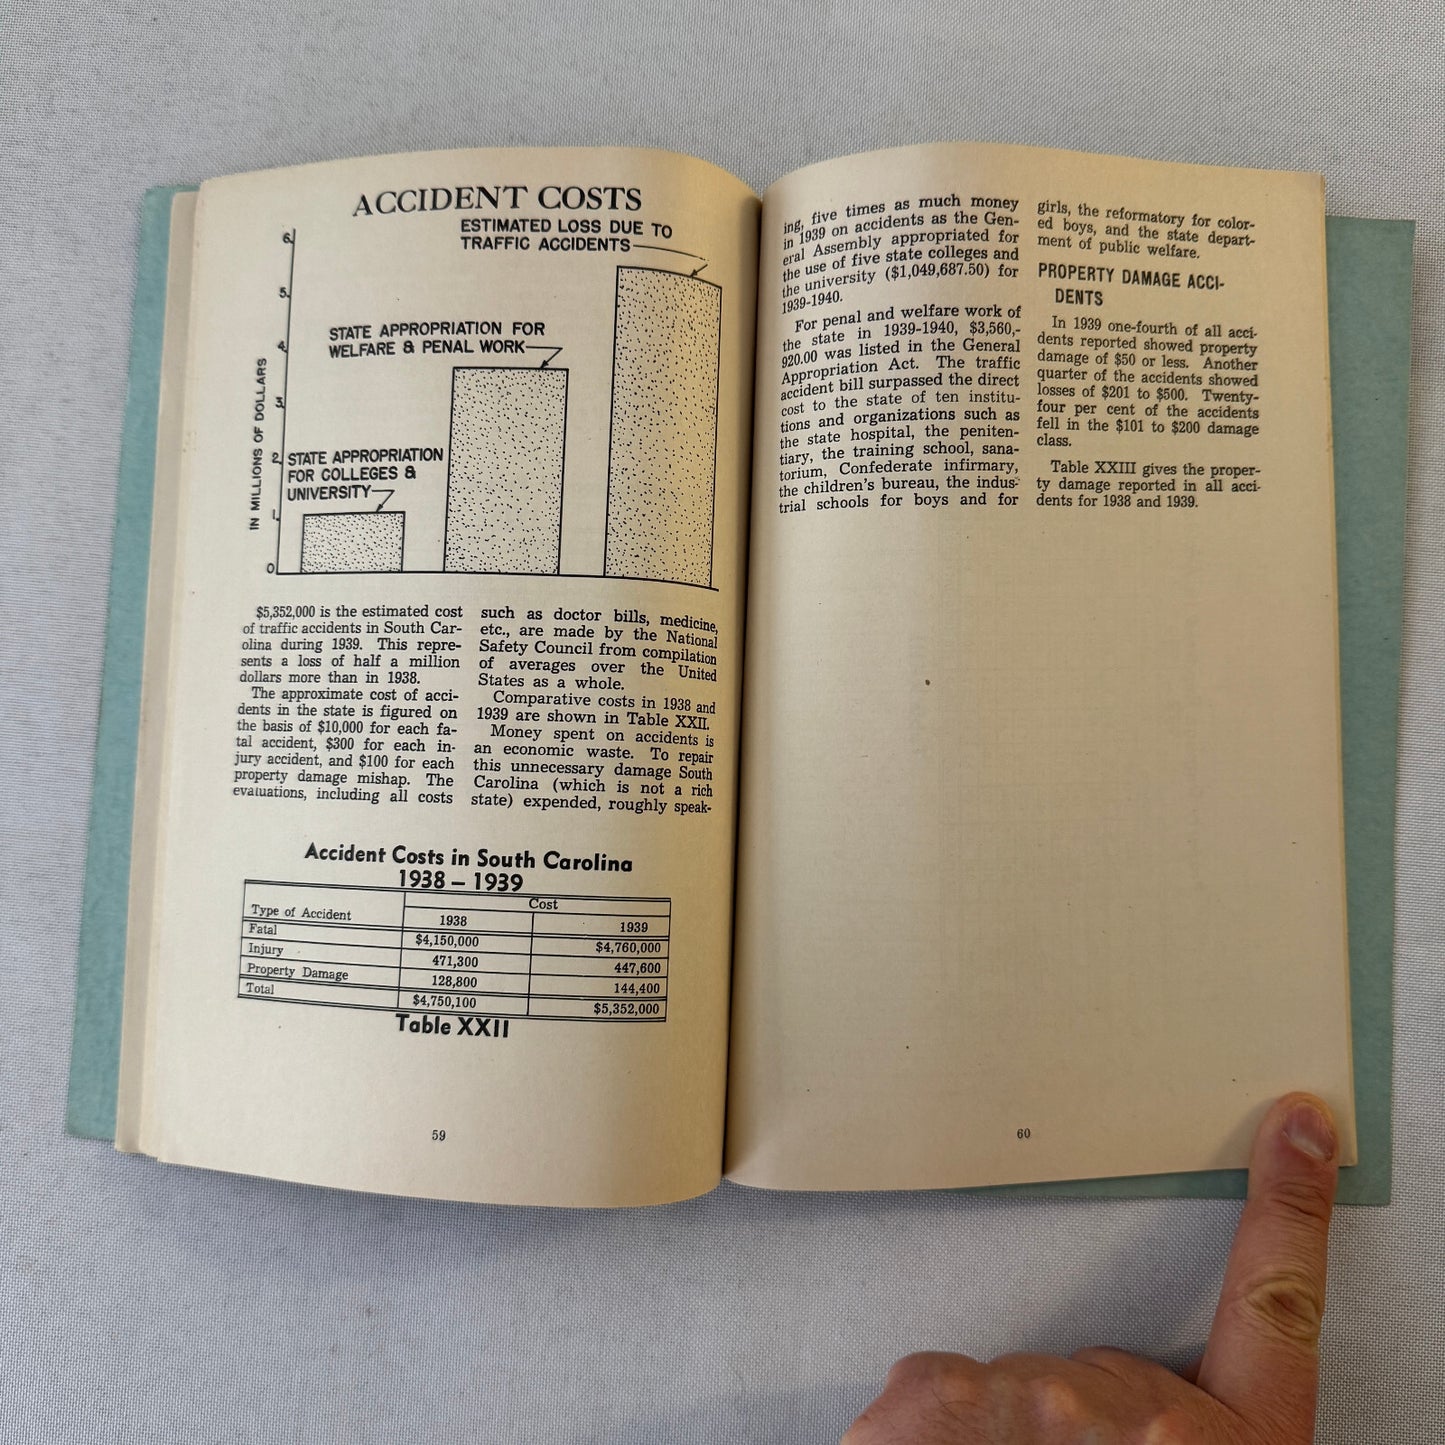 ACCIDENT COSTS
ESTIMATED LOSS DUE TO
TRAFFIC ACCIDENTS
6
5
STATE APPROPRIATION FOR
WELFARE & PENAL WORK
4
3
IN MILLIONS OF DOLLARS
2
STATE APPROPRIATION
FOR COLLEGES &
UNIVERSITY
1
0
$5,352,000 is the estimated cost
of traffic accidents in South Car-
olina during 1939. This repre-
sents a loss of half a million
dollars more than in 1938.
The approximate cost of acci-
dents in the state is figured on
the basis of $10,000 for each fa-
tal accident, $300 for each in-
jury accident, and $100 for each
property damage mishap. The
evaluations, including all costs
such as doctor bills, medicine,
etc., are made by the National
Safety Council from compilation
of averages over the United
States as a whole.
Comparative costs in 1938 and
1939 are shown in Table XXII.
Money spent on accidents is
an economic waste. To repair
this unnecessary damage South
Carolina (which is not a rich
state) expended, roughly speak-
Accident Costs in South Carolina
1938 – 1939
Type of Accident
Cost
1938 1939
Fatal $4,150,000 $4,760,000
Injury 471,300 447,600
Property Damage 128,800 144,400
Total $4,750,100 $5,352,000
Table XXII
59
ing, five times as much money
in 1939 on accidents as the Gen-
eral Assembly appropriated for
the use of five state colleges and
the university ($1,049,687.50) for
1939-1940.
For penal and welfare work of
the state in 1939-1940, $3,560,-
920.00 was listed in the General
Appropriation Act. The traffic
accident bill surpassed the direct
cost to the state of ten institu-
tions and organizations such as
the state hospital, the peniten-
tiary, the training school, sana-
torium, Confederate infirmary,
the children's bureau, the indus-
trial schools for boys and for
girls, the reformatory for color-
ed boys, and the state depart-
ment of public welfare.
PROPERTY DAMAGE ACCI-
DENTS
In 1939 one-fourth of all acci-
dents reported showed property
damage of $50 or less. Another
quarter of the accidents showed
losses of $201 to $500. Twenty-
four per cent of the accidents
fell in the $101 to $200 damage
class.
Table XXIII gives the proper-
ty damage reported in all acci-
dents for 1938 and 1939.
60